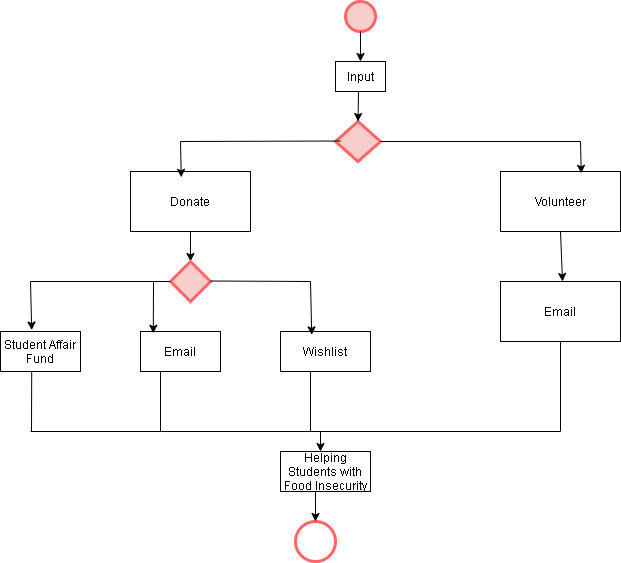 Input
Donate
Volunteer
Email
Student Affair
Fund
Email
Wishlist
Helping
Students with
Food Insecurity